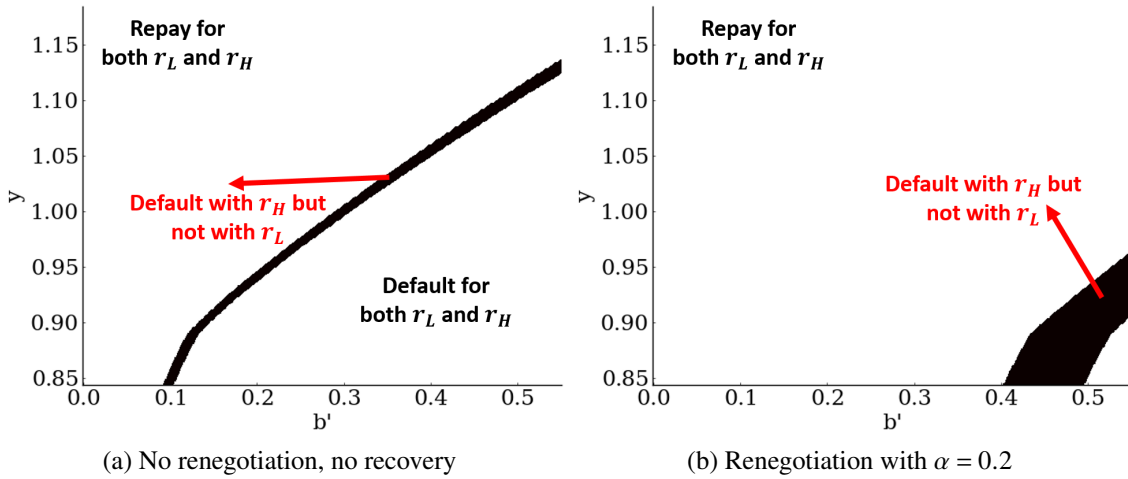 Repay for
both r_L and r_H
1.15
1.10
1.05
1.00
0.95
0.90
0.85
y
Default with r_H but
not with r_L
Default for
both r_L and r_H
0.0 0.1 0.2 0.3 0.4 0.5
b'
(a) No renegotiation, no recovery
Repay for
both r_L and r_H
1.15
1.10
1.05
1.00
0.95
0.90
0.85
y
Default with r_H but
not with r_L
0.0 0.1 0.2 0.3 0.4 0.5
b'
(b) Renegotiation with α = 0.2